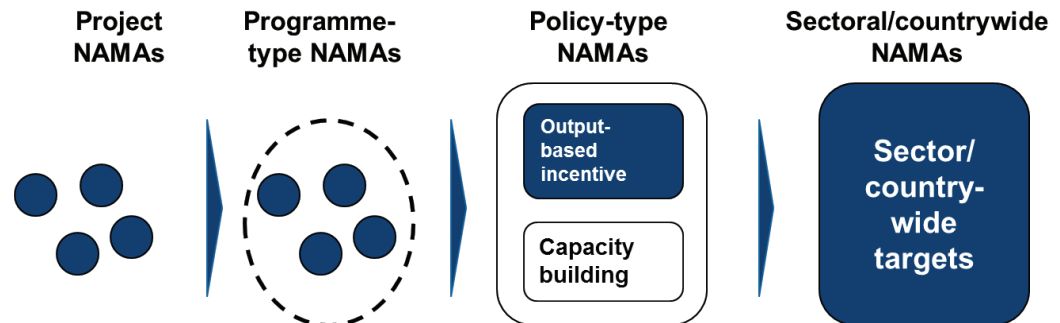 Project
NAMAs
Programme-
type NAMAs
Policy-type
NAMAs
Sectoral/countrywide
NAMAs
Output-
based
incentive
Capacity
building
Sector/
country-
wide
targets